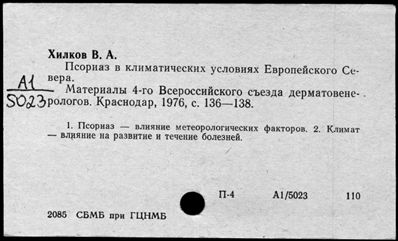 Хилков В. А.
Псориаз в климатических условиях Европейского Се-
вера.
А1
5023
Материалы 4-го Всероссийского съезда дерматовене-
рологов. Краснодар, 1976, с. 136—138.
1. Псориаз — влияние метеорологических факторов. 2. Климат
— влияние на развитие и течение болезней.
П-4 А1/5023 110
2085 СБМБ при ГЦНМБ